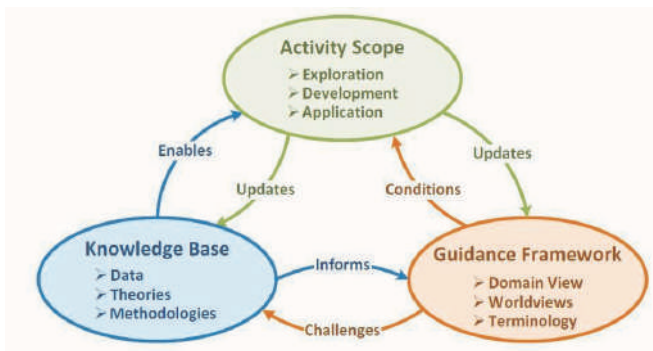 Activity Scope
➢ Exploration
➢ Development
➢ Application
Enables
Updates
Updates
Conditions
Knowledge Base
➢ Data
➢ Theories
➢ Methodologies
Informs
Challenges
Guidance Framework
➢ Domain View
➢ Worldviews
➢ Terminology